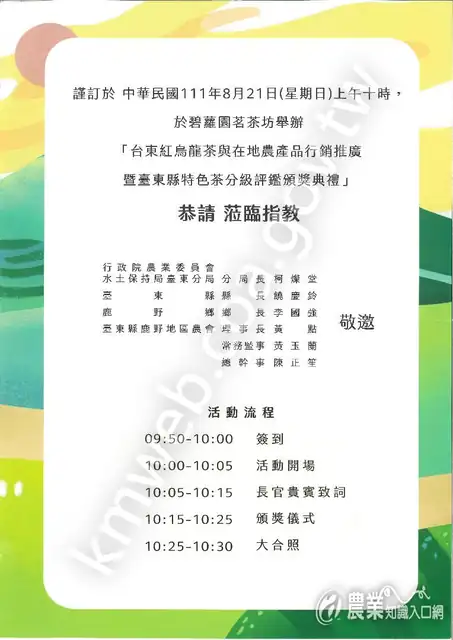 謹訂於 中華民國111年8月21日(星期日)上午十時，
於碧蘿園茗茶坊舉辦
「台東紅烏龍茶與在地農產品行銷推廣
暨臺東縣特色茶分級評鑑頒獎典禮」
恭請 蒞臨指教
行政院農業委員會
水土保持局臺東分局 分局長 柯燦堂
臺東縣 縣長 饒慶鈴
鹿野鄉 鄉長 李國強
臺東縣鹿野地區農會 理事長 黃點
常務監事 黃玉蘭
總幹事 陳正笙
敬邀
活動流程
09:50-10:00 簽到
10:00-10:05 活動開場
10:05-10:15 長官貴賓致詞
10:15-10:25 頒獎儀式
10:25-10:30 大合照
kmweb.coa.gov.tw
農業知識入口網